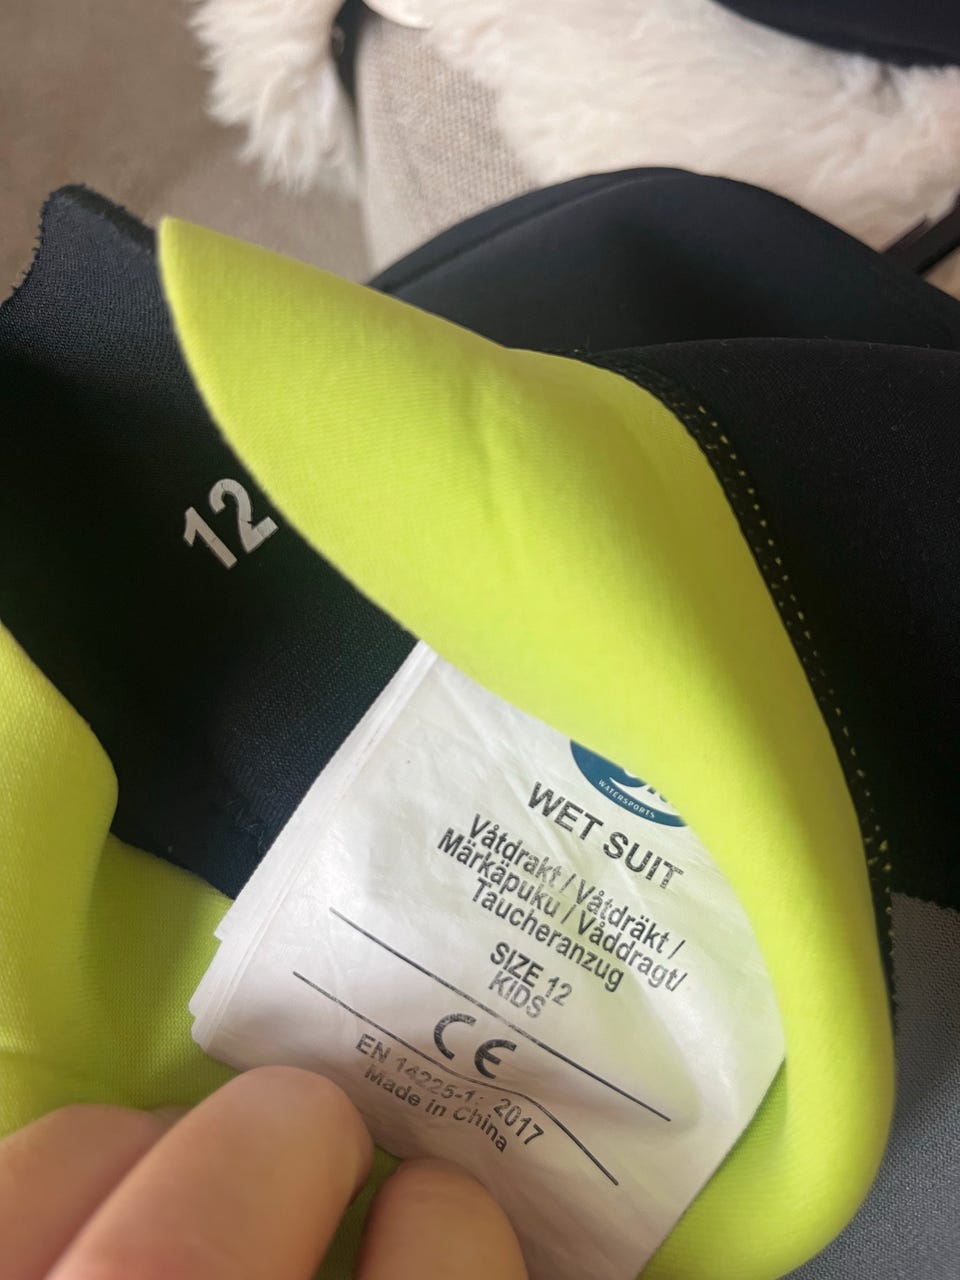 12
WATERSPORTS
WET SUIT
Våtdrakt / Våtdräkt /
Märkäpuku / Våddragt/
Taucheranzug
SIZE 12
KIDS
CE
EN 14225-1: 2017
Made in China